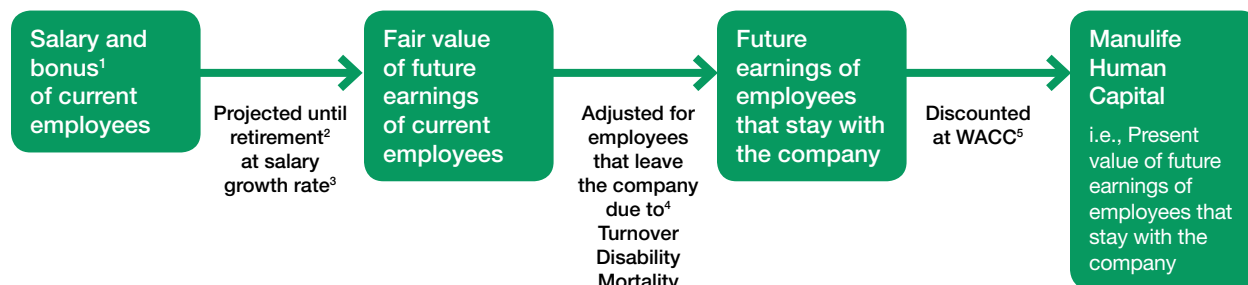 Salary and
bonus¹
of current
employees
Projected until
retirement²
at salary
growth rate³
Fair value
of future
earnings
of current
employees
Adjusted for
employees
that leave
the company
due to⁴
Turnover
Disability
Mortality
Future
earnings of
employees
that stay with
the company
Discounted
at WACC⁵
Manulife
Human
Capital
i.e., Present
value of future
earnings of
employees that
stay with the
company